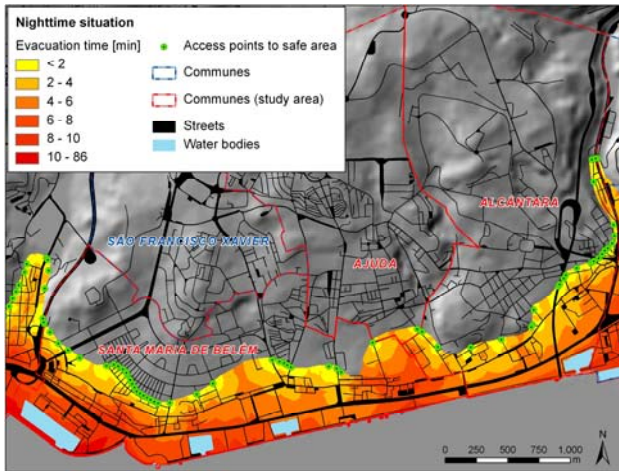 Nighttime situation
Evacuation time [min]
< 2
2 - 4
4 - 6
6 - 8
8 - 10
10 - 86
Access points to safe area
Communes
Communes (study area)
Streets
Water bodies
ALCANTARA
SAO FRANCISCO XAVIER
AJUDA
SANTA MARIA DE BELÉM
N
0 250 500 750 1.000
m